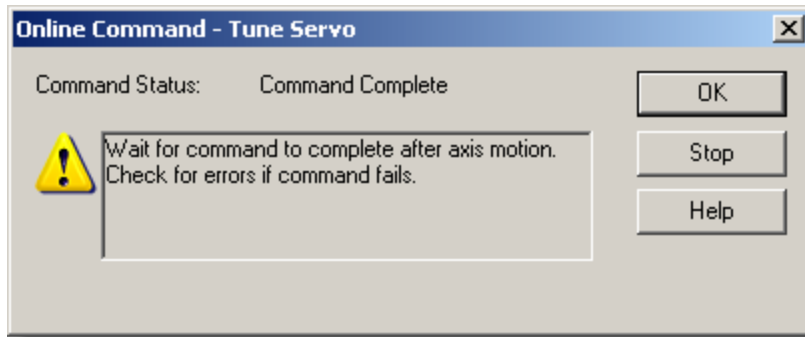 Online Command - Tune Servo
Command Status: Command Complete
OK
Wait for command to complete after axis motion.
Check for errors if command fails.
Stop
Help